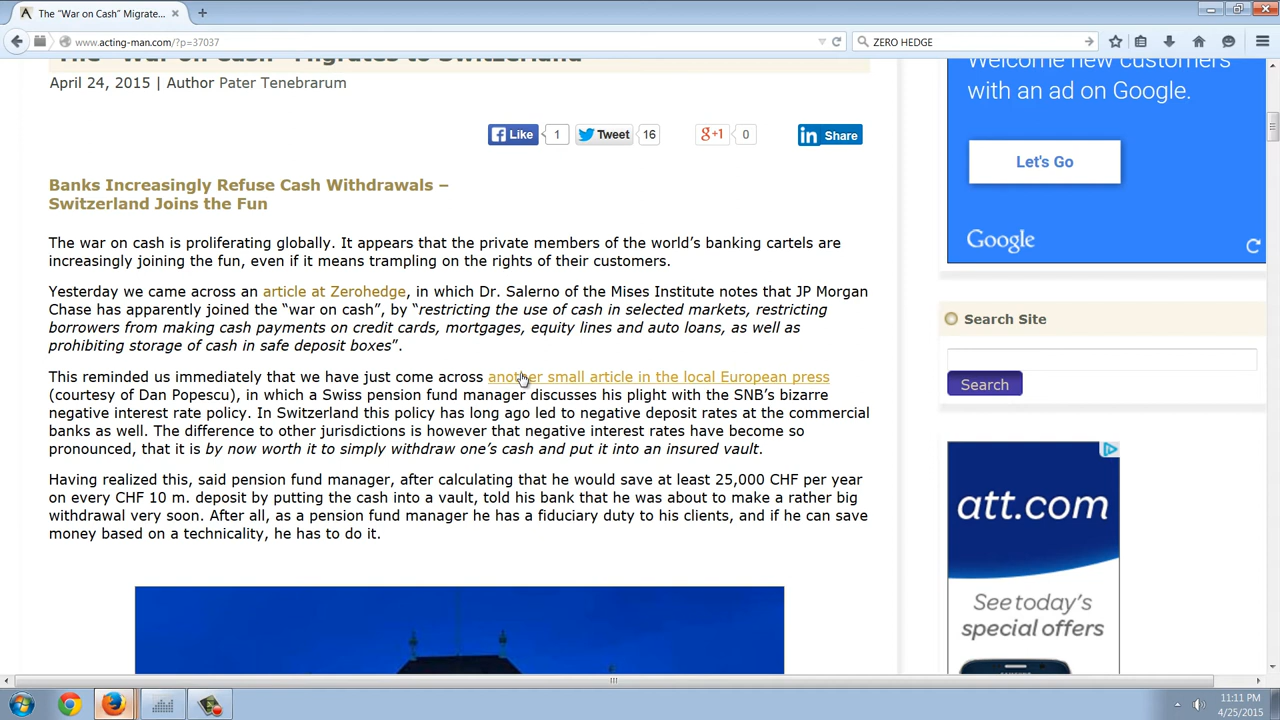 The "War on Cash" Migrate...
www.acting-man.com/?p=37037
ZERO HEDGE
The "War on Cash" Migrates to Switzerland
April 24, 2015 | Author Pater Tenebrarum
Like 1 Tweet 16 g+1 0 in Share
Banks Increasingly Refuse Cash Withdrawals –
Switzerland Joins the Fun
The war on cash is proliferating globally. It appears that the private members of the world's banking cartels are
increasingly joining the fun, even if it means trampling on the rights of their customers.
Yesterday we came across an article at Zerohedge, in which Dr. Salerno of the Mises Institute notes that JP Morgan
Chase has apparently joined the "war on cash", by "restricting the use of cash in selected markets, restricting
borrowers from making cash payments on credit cards, mortgages, equity lines and auto loans, as well as
prohibiting storage of cash in safe deposit boxes".
This reminded us immediately that we have just come across another small article in the local European press
(courtesy of Dan Popescu), in which a Swiss pension fund manager discusses his plight with the SNB's bizarre
negative interest rate policy. In Switzerland this policy has long ago led to negative deposit rates at the commercial
banks as well. The difference to other jurisdictions is however that negative interest rates have become so
pronounced, that it is by now worth it to simply withdraw one's cash and put it into an insured vault.
Having realized this, said pension fund manager, after calculating that he would save at least 25,000 CHF per year
on every CHF 10 m. deposit by putting the cash into a vault, told his bank that he was about to make a rather big
withdrawal very soon. After all, as a pension fund manager he has a fiduciary duty to his clients, and if he can save
money based on a technicality, he has to do it.
Welcome new customers
with an ad on Google.
Let's Go
Google
Search Site
Search
att.com
See today's
special offers
11:11 PM
4/25/2015